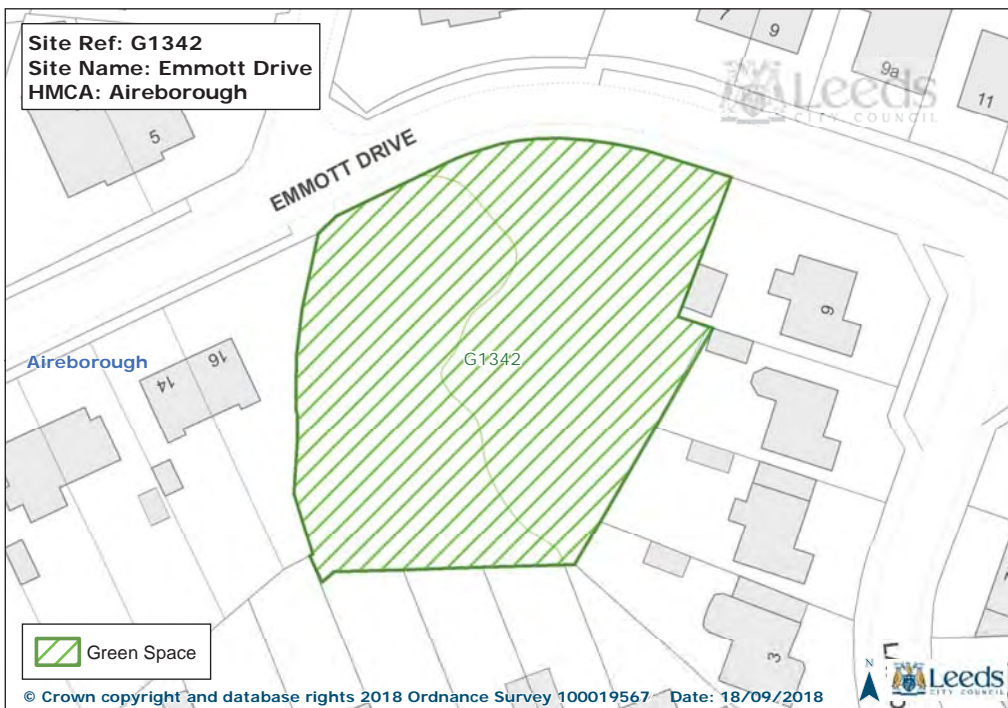 Site Ref: G1342
Site Name: Emmott Drive
HMCA: Aireborough
7
9
9a
11
Leeds
CITY COUNCIL
5
EMMOTT DRIVE
9
Aireborough
G1342
16
14
3
Green Space
N
Leeds
CITY COUNCIL
© Crown copyright and database rights 2018 Ordnance Survey 100019567 Date: 18/09/2018